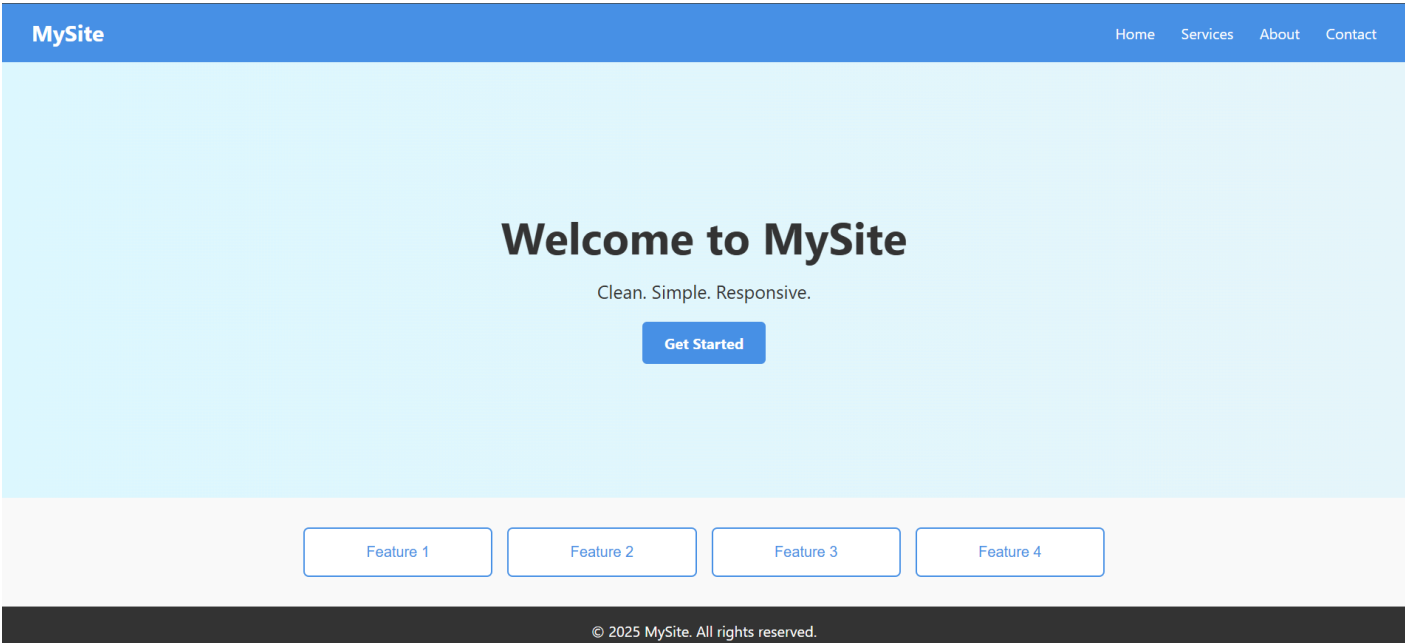 MySite
Home Services About Contact
Welcome to MySite
Clean. Simple. Responsive.
Get Started
Feature 1 Feature 2 Feature 3 Feature 4
© 2025 MySite. All rights reserved.